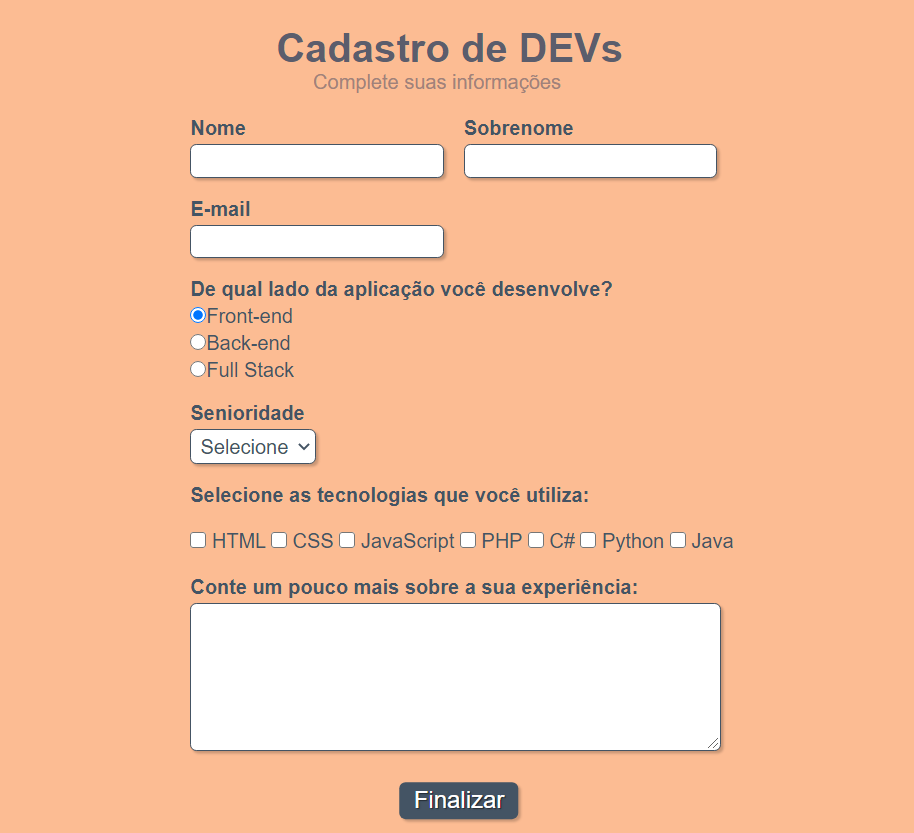 Cadastro de DEVs
Complete suas informações
Nome Sobrenome
E-mail
De qual lado da aplicação você desenvolve?
Front-end
Back-end
Full Stack
Senioridade
Selecione
Selecione as tecnologias que você utiliza:
HTML CSS JavaScript PHP C# Python Java
Conte um pouco mais sobre a sua experiência:
Finalizar